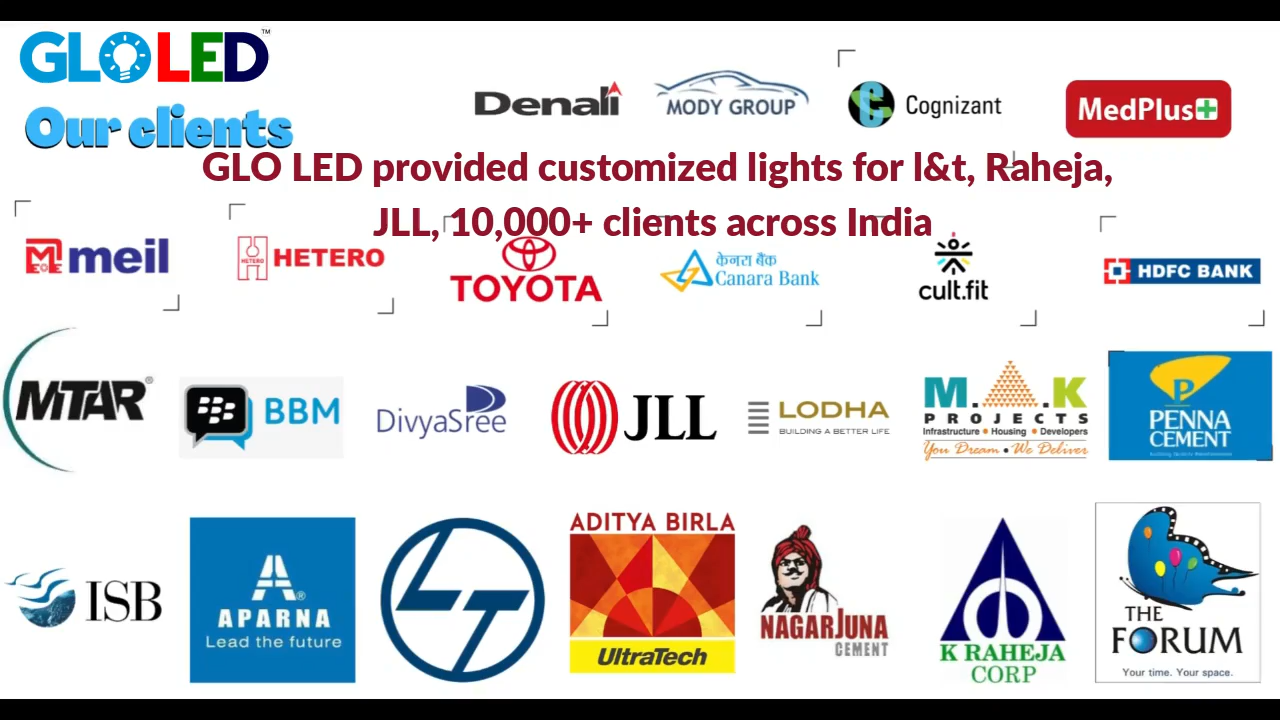 GLOLED™
Our clients
Denali
MODY GROUP
Cognizant
MedPlus
GLO LED provided customized lights for l&t, Raheja,
JLL, 10,000+ clients across India
meil
HETERO
HETERO
TOYOTA
केनरा बैंक
Canara Bank
cult.fit
HDFC BANK
MTAR®
BBM
DivyaSree
JLL
LODHA
BUILDING A BETTER LIFE
M.A.K
PROJECTS
Infrastructure • Housing • Developers
You Dream • We Deliver
PENNA
CEMENT
ISB
APARNA
Lead the future
LT
ADITYA BIRLA
UltraTech
NAGARJUNA
CEMENT
K RAHEJA
CORP
THE
FORUM
Your time. Your space.